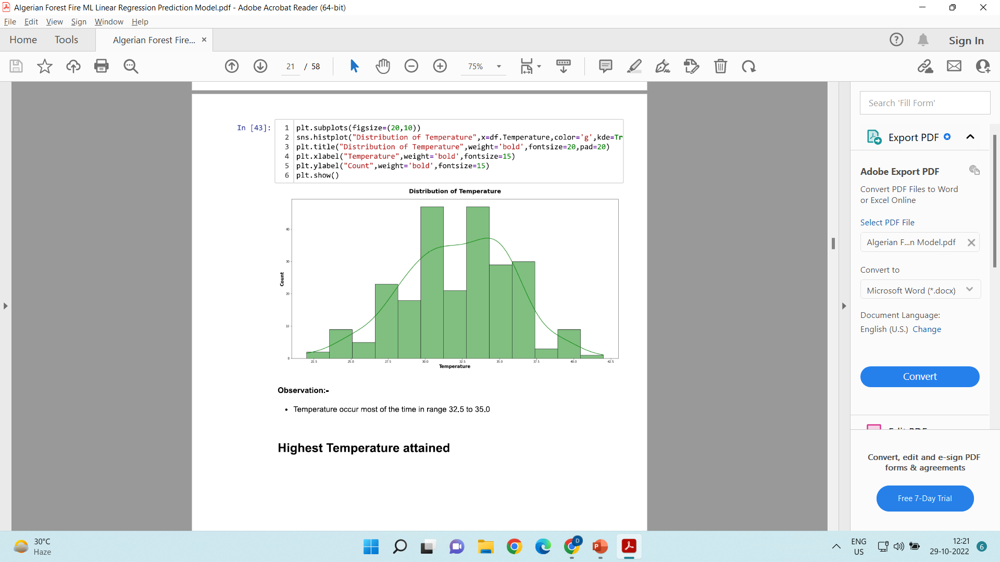 Algerian Forest Fire ML Linear Regression Prediction Model.pdf - Adobe Acrobat Reader (64-bit)
File Edit View Sign Window Help
Home Tools Algerian Forest Fire... × Sign In
21 / 58 75%
In [43]:
1 plt.subplots(figsize=(20,10))
2 sns.histplot("Distribution of Temperature",x=df.Temperature,color='g',kde=Tr
3 plt.title("Distribution of Temperature",weight='bold',fontsize=20,pad=20)
4 plt.xlabel("Temperature",weight='bold',fontsize=15)
5 plt.ylabel("Count",weight='bold',fontsize=15)
6 plt.show()
Distribution of Temperature
Count
40
30
20
10
0
22.5 25.0 27.5 30.0 32.5 35.0 37.5 40.0 42.5
Temperature
Observation:-
• Temperature occur most of the time in range 32.5 to 35.0
Highest Temperature attained
Search 'Fill Form'
Export PDF
Adobe Export PDF
Convert PDF Files to Word
or Excel Online
Select PDF File
Algerian F...n Model.pdf
Convert to
Microsoft Word (*.docx)
Document Language:
English (U.S.) Change
Convert
Convert, edit and e-sign PDF
forms & agreements
Free 7-Day Trial
30°C
Haze
D
P
ENG
US
12:21
29-10-2022
6